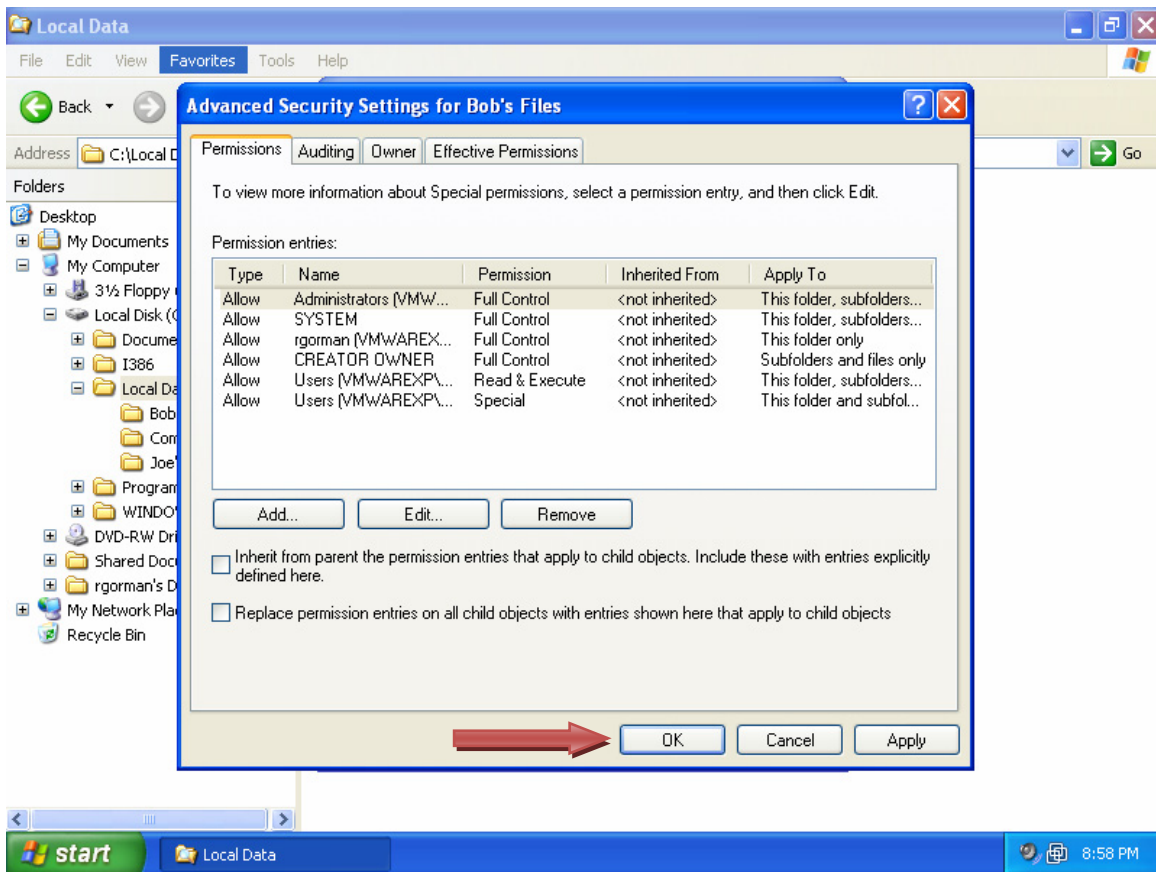 Local Data
File Edit View Favorites Tools Help
Back
Address C:\Local D
Go
Folders
Desktop
My Documents
My Computer
3½ Floppy
Local Disk (C
Docume
I386
Local Da
Bob
Com
Joe'
Program
WINDO
DVD-RW Dri
Shared Doc
rgorman's D
My Network Pla
Recycle Bin
Advanced Security Settings for Bob's Files
Permissions Auditing Owner Effective Permissions
To view more information about Special permissions, select a permission entry, and then click Edit.
Permission entries:
Type Name Permission Inherited From Apply To
Allow Administrators (VMW... Full Control <not inherited> This folder, subfolders...
Allow SYSTEM Full Control <not inherited> This folder, subfolders...
Allow rgorman (VMWAREX... Full Control <not inherited> This folder only
Allow CREATOR OWNER Full Control <not inherited> Subfolders and files only
Allow Users (VMWAREXP\... Read & Execute <not inherited> This folder, subfolders...
Allow Users (VMWAREXP\... Special <not inherited> This folder and subfol...
Add... Edit... Remove
Inherit from parent the permission entries that apply to child objects. Include these with entries explicitly
defined here.
Replace permission entries on all child objects with entries shown here that apply to child objects
OK Cancel Apply
start Local Data 8:58 PM